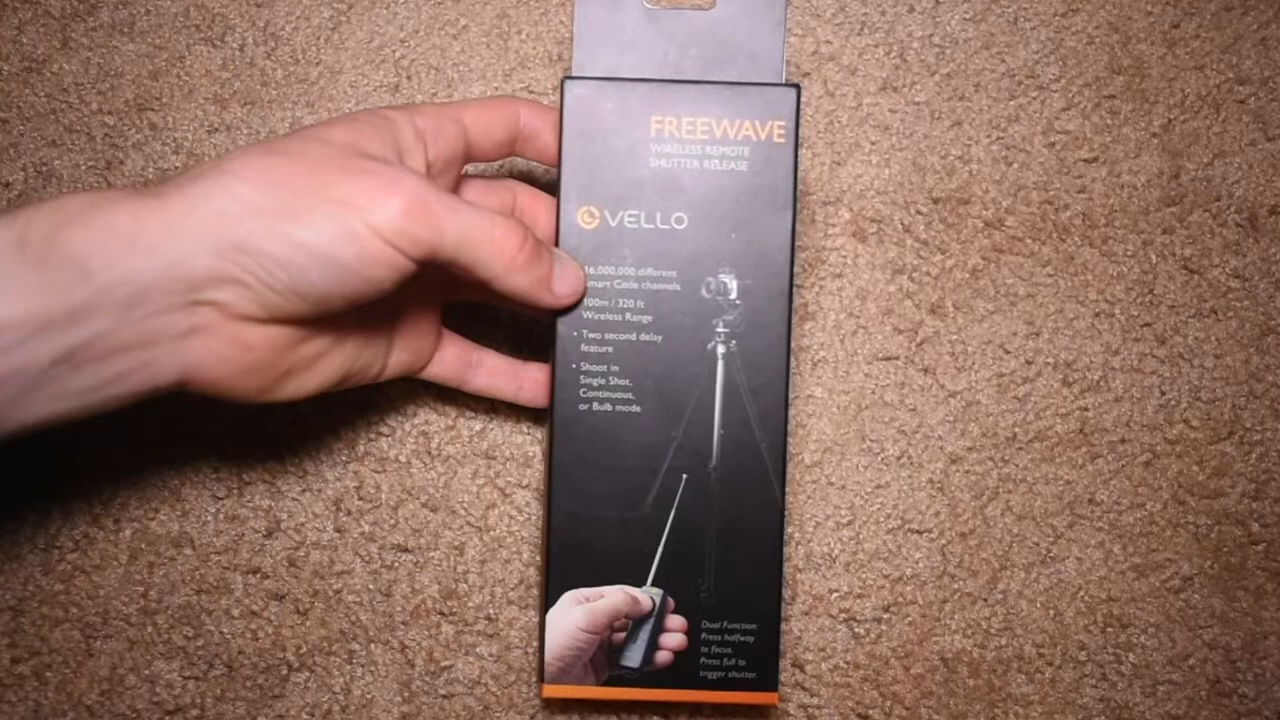 FREEWAVE
WIRELESS REMOTE
SHUTTER RELEASE
VELLO
16,000,000 different
Smart Code channels
100m / 320 ft
Wireless Range
• Two second delay
feature
• Shoot in
Single Shot,
Continuous,
or Bulb mode
Dual Function:
Press halfway
to focus.
Press full to
trigger shutter.